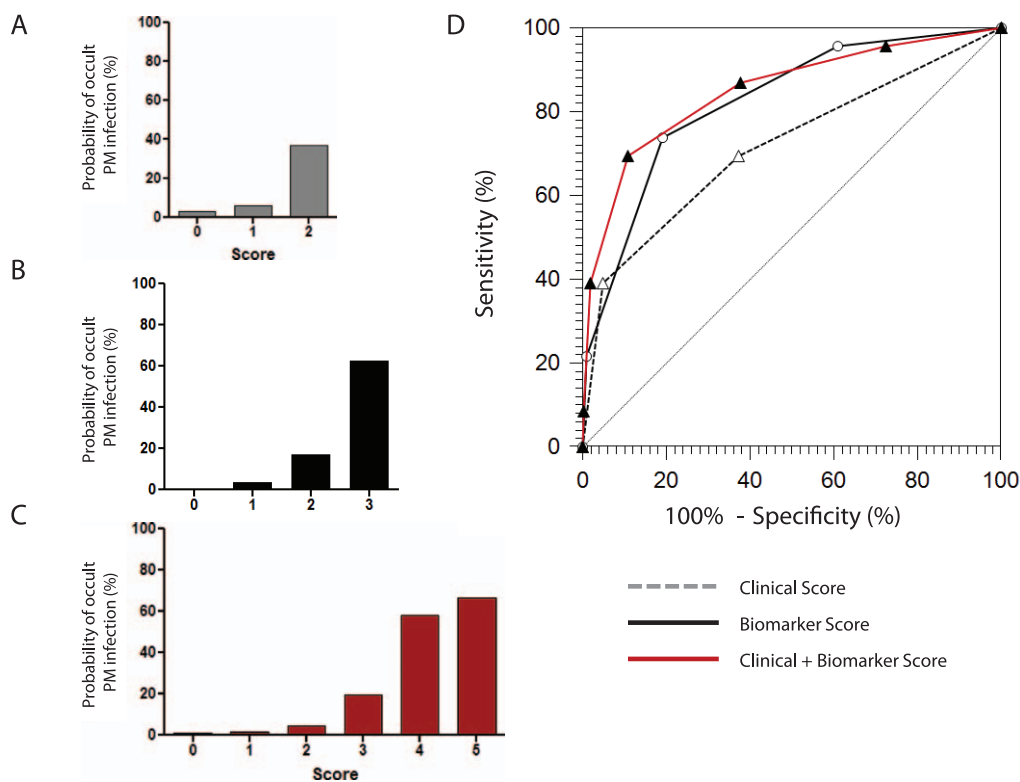 A
Probability of occult
PM infection (%)
100
80
60
40
20
0
0 1 2
Score
B
Probability of occult
PM infection (%)
100
80
60
40
20
0
0 1 2 3
C
Probability of occult
PM infection (%)
100
80
60
40
20
0
0 1 2 3 4 5
Score
D
Sensitivity (%)
100
80
60
40
20
0
0 20 40 60 80 100
100% - Specificity (%)
Clinical Score
Biomarker Score
Clinical + Biomarker Score